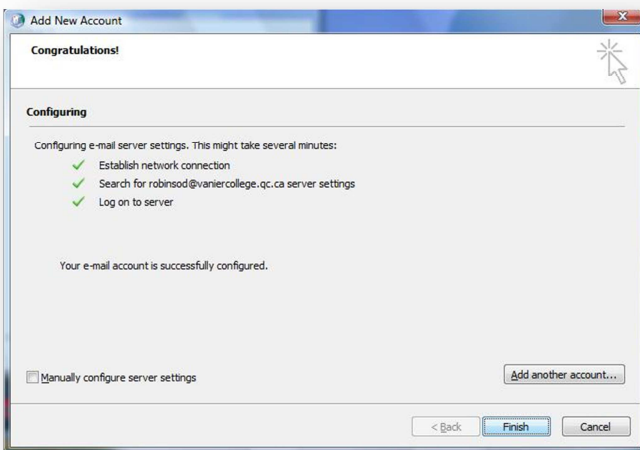 Add New Account
Congratulations!
Configuring
Configuring e-mail server settings. This might take several minutes:
Establish network connection
Search for robinsod@vaniercollege.qc.ca server settings
Log on to server
Your e-mail account is successfully configured.
Manually configure server settings
Add another account...
< Back
Finish
Cancel